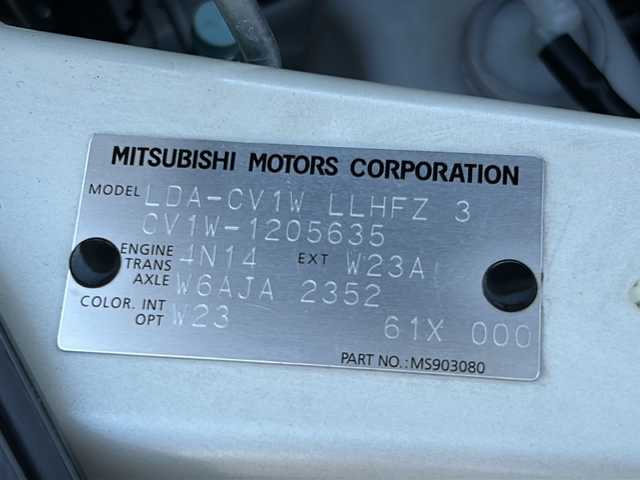 MITSUBISHI MOTORS CORPORATION
MODEL LDA-CV1W LLHFZ 3
CV1W-1205635
ENGINE 4N14 EXT W23A
TRANS AXLE W6AJA 2352
COLOR. INT W23 61X 000
OPT
PART NO.:MS903080